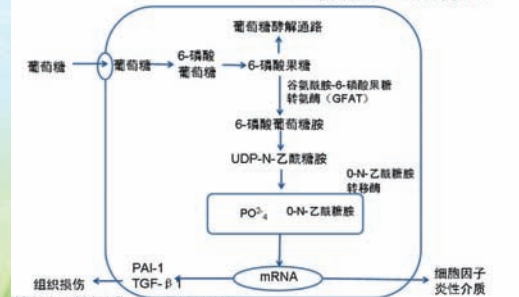 葡萄糖酵解通路
葡萄糖
葡萄糖
6-磷酸
葡萄糖
6-磷酸果糖
谷氨酰胺-6-磷酸果糖
转氨酶（GFAT）
6-磷酸葡萄糖胺
UDP-N-乙酰糖胺
0-N-乙酰糖胺
转移酶
PO²⁻₄ 0-N-乙酰糖胺
mRNA
PAI-1
TGF-β1
组织损伤
细胞因子
炎性介质